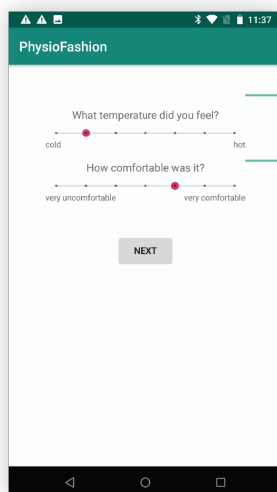 11:37
PhysioFashion
What temperature did you feel?
cold hot
How comfortable was it?
very uncomfortable very comfortable
NEXT